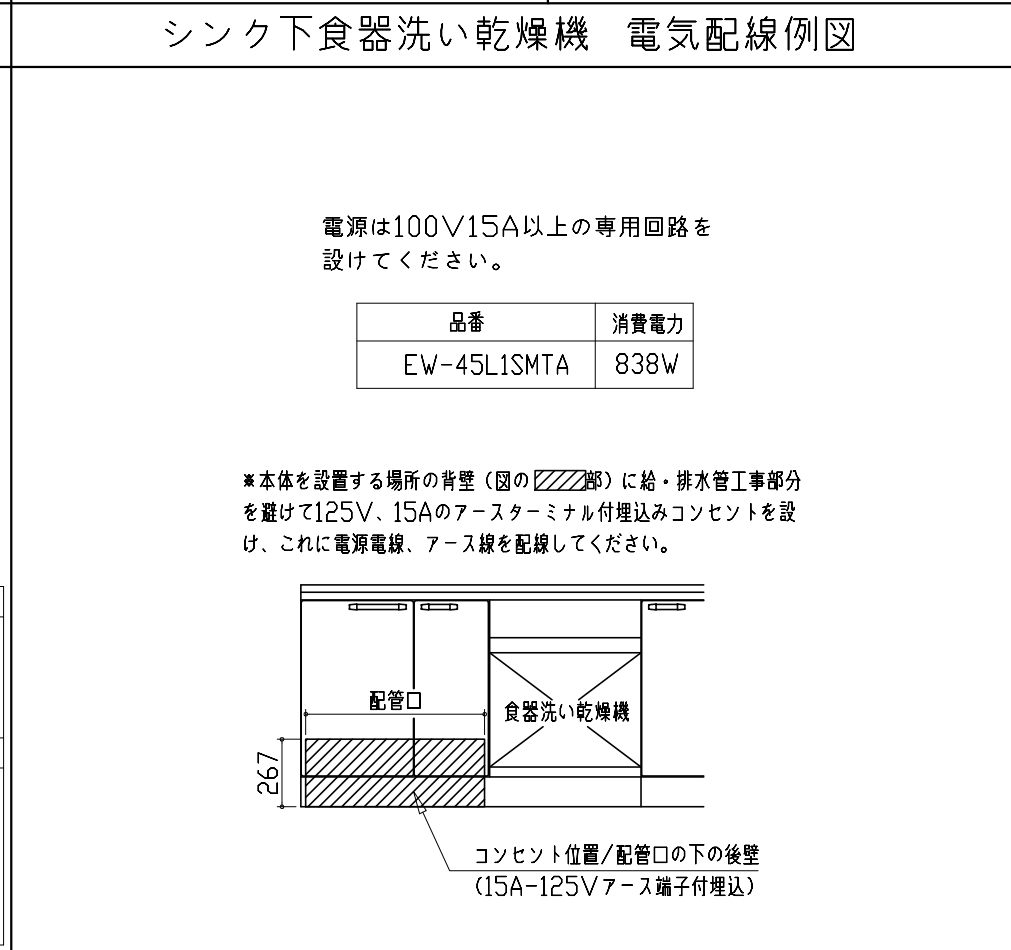 シンク下食器洗い乾燥機 電気配線例図
電源は100V15A以上の専用回路を
設けてください。
品番 消費電力
EW-45L1SMTA 838W
※本体を設置する場所の背壁(図の 部)に給・排水管工事部分
を避けて125V、15Aのアースターミナル付埋込みコンセントを設
け、これに電源電線、アース線を配線してください。
配管口
食器洗い乾燥機
267
コンセント位置/配管口の下の後壁
(15A-125Vアース端子付埋込)